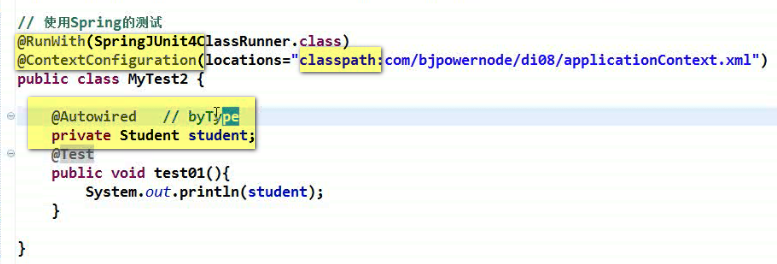 // 使用Spring的测试
@RunWith(SpringJUnit4ClassRunner.class)
@ContextConfiguration(locations="classpath:com/bjpowernode/di08/applicationContext.xml")
public class MyTest2 {
@Autowired // byType
private Student student;
@Test
public void test01(){
System.out.println(student);
}
}